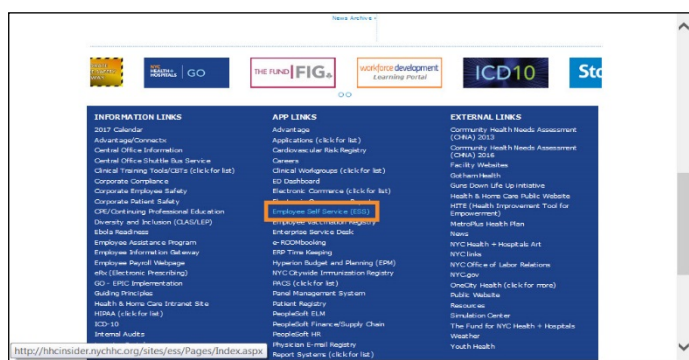 News Archive »
NYC
HEALTH+
HOSPITALS
GO
THE FUND FIG
workforce development
Learning Portal
ICD10
Sto
INFORMATION LINKS
2017 Calendar
Advantage/Connectx
Central Office Information
Central Office Shuttle Bus Service
Clinical Training Tools/CBTs (click for list)
Corporate Compliance
Corporate Employee Safety
Corporate Patient Safety
CPE/Continuing Professional Education
Diversity and Inclusion (CLAS/LEP)
Ebola Readiness
Employee Assistance Program
Employee Information Gateway
Employee Payroll Webpage
eRx (Electronic Prescribing)
GO - EPIC Implementation
Guiding Principles
Health & Home Care Intranet Site
HIPAA (click for list)
ICD-10
Internal Audits
http://hhcinsider.nychhc.org/sites/ess/Pages/Index.aspx
APP LINKS
Advantage
Applications (click for list)
Cardiovascular Risk Registry
Careers
Clinical Workgroups (click for list)
ED Dashboard
Electronic Commerce (click for list)
Employee Self Service (ESS)
Employee Vaccination Registry
Enterprise Service Desk
e-ROOMbooking
ERP Time Keeping
Hyperion Budget and Planning (EPM)
NYC Citywide Immunization Registry
PACS (click for list)
Panel Management System
Patient Registry
PeopleSoft ELM
PeopleSoft Finance/Supply Chain
PeopleSoft HR
Physician E-mail Registry
Report Systems (click for list)
EXTERNAL LINKS
Community Health Needs Assessment
(CHNA) 2013
Community Health Needs Assessment
(CHNA) 2016
Facility Websites
Gotham Health
Guns Down Life Up initiative
Health & Home Care Public Website
HITE (Health Improvement Tool for
Empowerment)
MetroPlus Health Plan
News
NYC Health + Hospitals Art
NYC links
NYC Office of Labor Relations
NYC.gov
OneCity Health (click for more)
Public Website
Resources
Simulation Center
The Fund for NYC Health + Hospitals
Weather
Youth Health